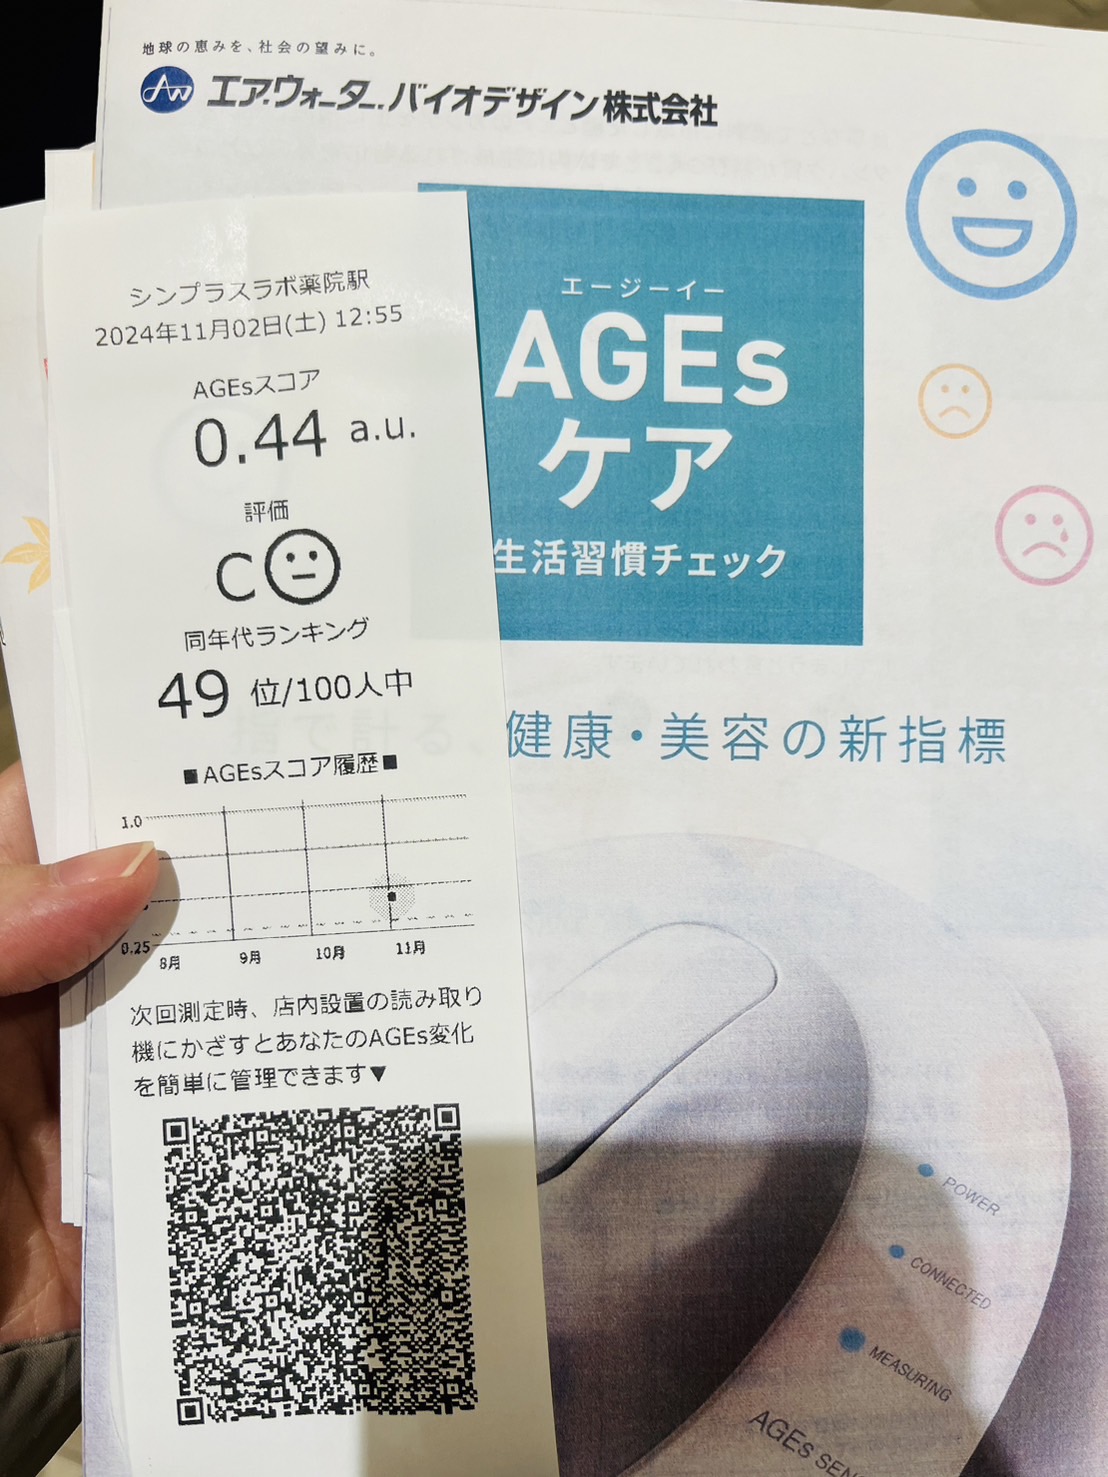 地球の恵みを、社会の望みに。
エア・ウォーター・バイオデザイン株式会社
エージーイー
AGEs
ケア
生活習慣チェック
健康・美容の新指標
POWER
CONNECTED
MEASURING
AGEs SEN
シンプラスラボ薬院駅
2024年11月02日(土) 12:55
AGEsスコア
0.44 a.u.
評価
C
同年代ランキング
49 位/100人中
■AGEsスコア履歴■
1.0
0.25
8月 9月 10月 11月
次回測定時、店内設置の読み取り
機にかざすとあなたのAGEs変化
を簡単に管理できます▼